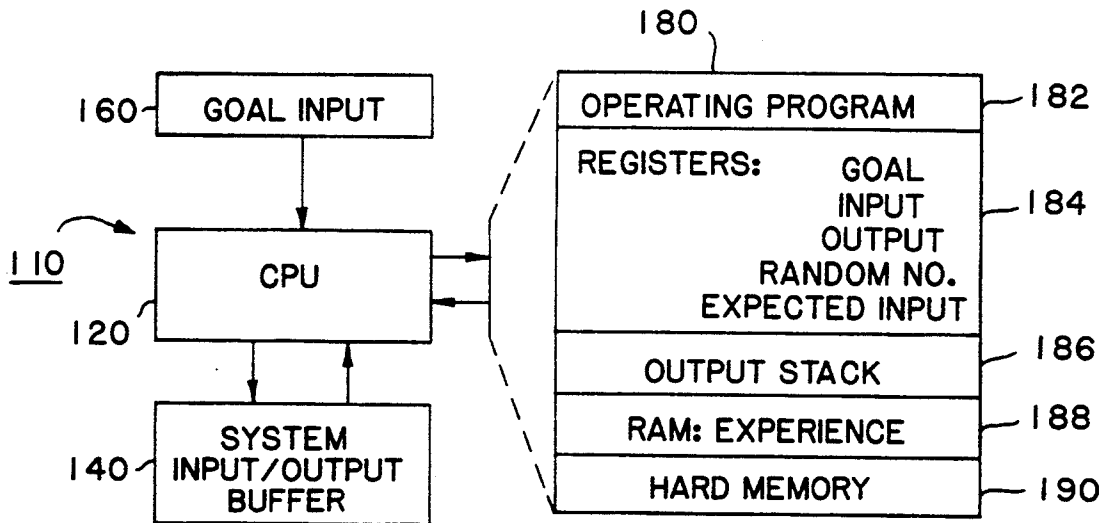 180
160
GOAL INPUT
OPERATING PROGRAM
182
REGISTERS: GOAL
INPUT
OUTPUT
RANDOM NO.
EXPECTED INPUT
184
110
CPU
120
OUTPUT STACK
186
RAM: EXPERIENCE
188
HARD MEMORY
190
SYSTEM
INPUT/OUTPUT
BUFFER
140